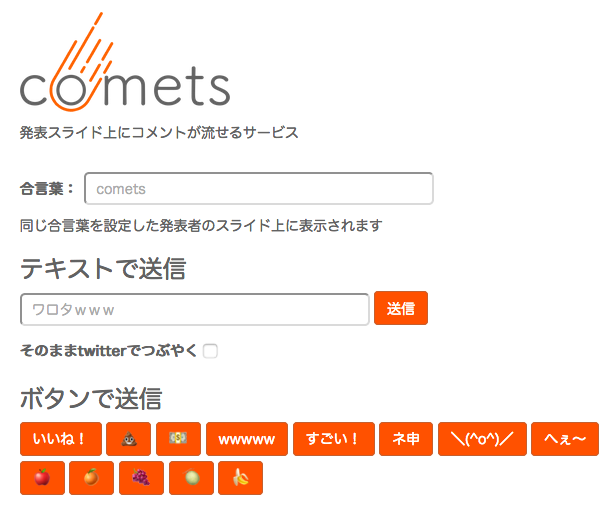 comets
発表スライド上にコメントが流せるサービス
合言葉： comets
同じ合言葉を設定した発表者のスライド上に表示されます
テキストで送信
ワロタｗｗｗ 送信
そのままtwitterでつぶやく
ボタンで送信
いいね！ 💩 💵 wwwww すごい！ ネ申 ＼(^o^)／ へぇ〜
🍎 🍊 🍇 🍈 🍌